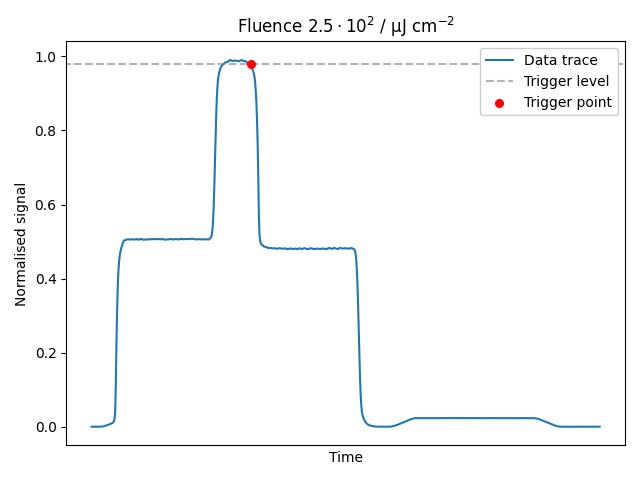 Fluence 2.5 · 10² / µJ cm⁻²
Normalised signal
1.0
0.8
0.6
0.4
0.2
0.0
Data trace
Trigger level
Trigger point
Time